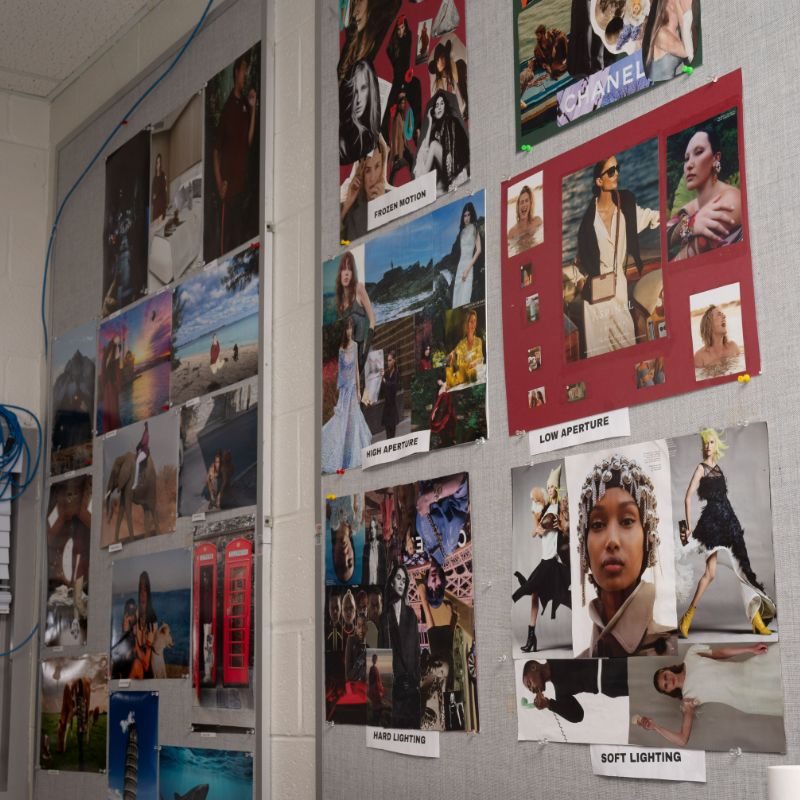 CHANEL
FROZEN MOTION
HIGH APERTURE
LOW APERTURE
HARD LIGHTING
SOFT LIGHTING